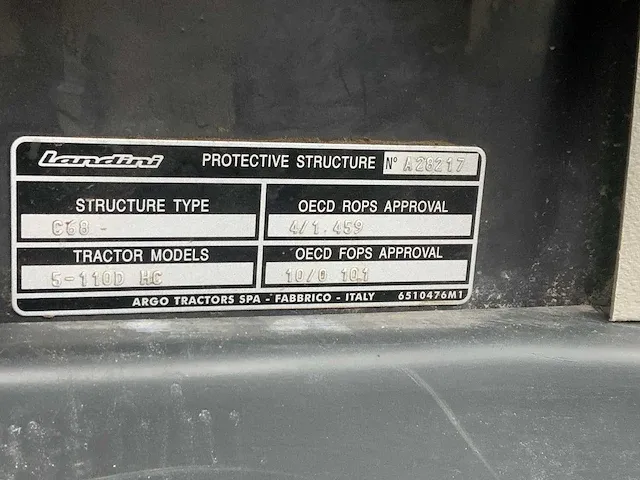 Landini PROTECTIVE STRUCTURE N° A28217
STRUCTURE TYPE OECD ROPS APPROVAL
C68 - 4/1.459
TRACTOR MODELS OECD FOPS APPROVAL
5-110D HC 10/0 101
ARGO TRACTORS SPA - FABBRICO - ITALY 6510476M1